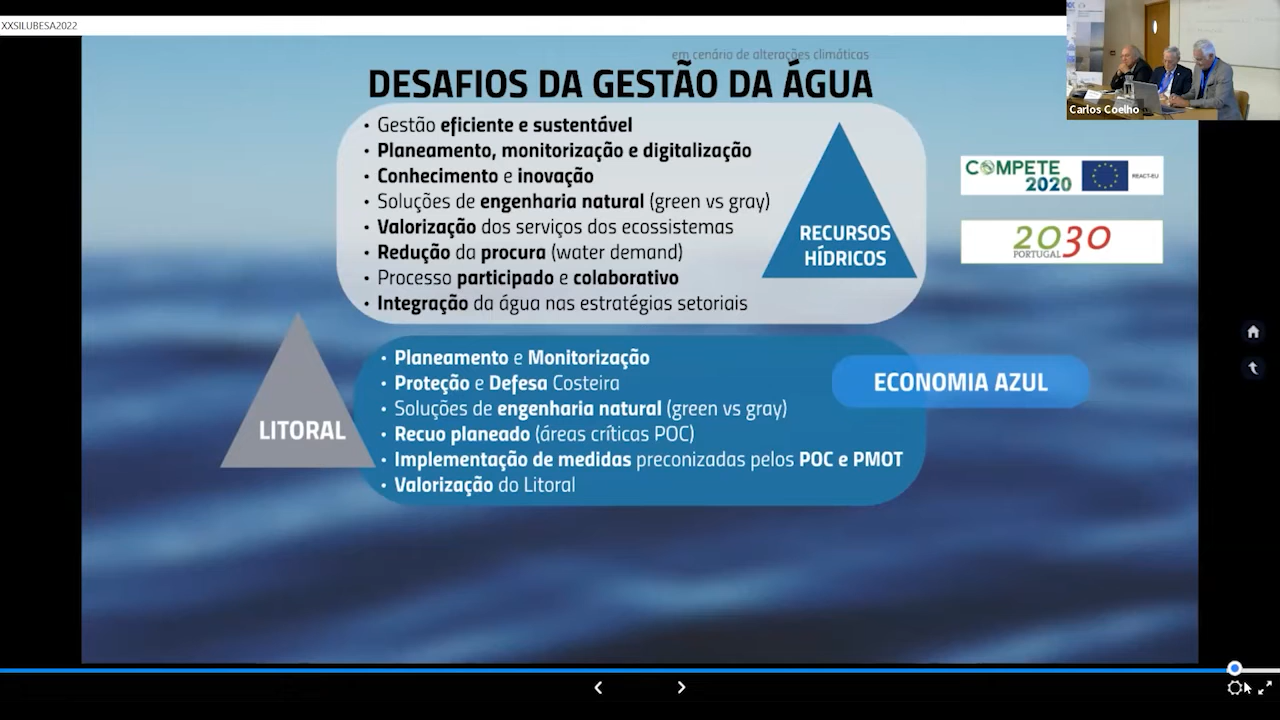 XXSILUBESA2022
em cenário de alterações climáticas
DESAFIOS DA GESTÃO DA ÁGUA
• Gestão eficiente e sustentável
• Planeamento, monitorização e digitalização
• Conhecimento e inovação
• Soluções de engenharia natural (green vs gray)
• Valorização dos serviços dos ecossistemas
• Redução da procura (water demand)
• Processo participado e colaborativo
• Integração da água nas estratégias setoriais
RECURSOS
HÍDRICOS
Carlos Coelho
COMPETE
2020
REACT-EU
2030
PORTUGAL
LITORAL
• Planeamento e Monitorização
• Proteção e Defesa Costeira
• Soluções de engenharia natural (green vs gray)
• Recuo planeado (áreas críticas POC)
• Implementação de medidas preconizadas pelos POC e PMOT
• Valorização do Litoral
ECONOMIA AZUL